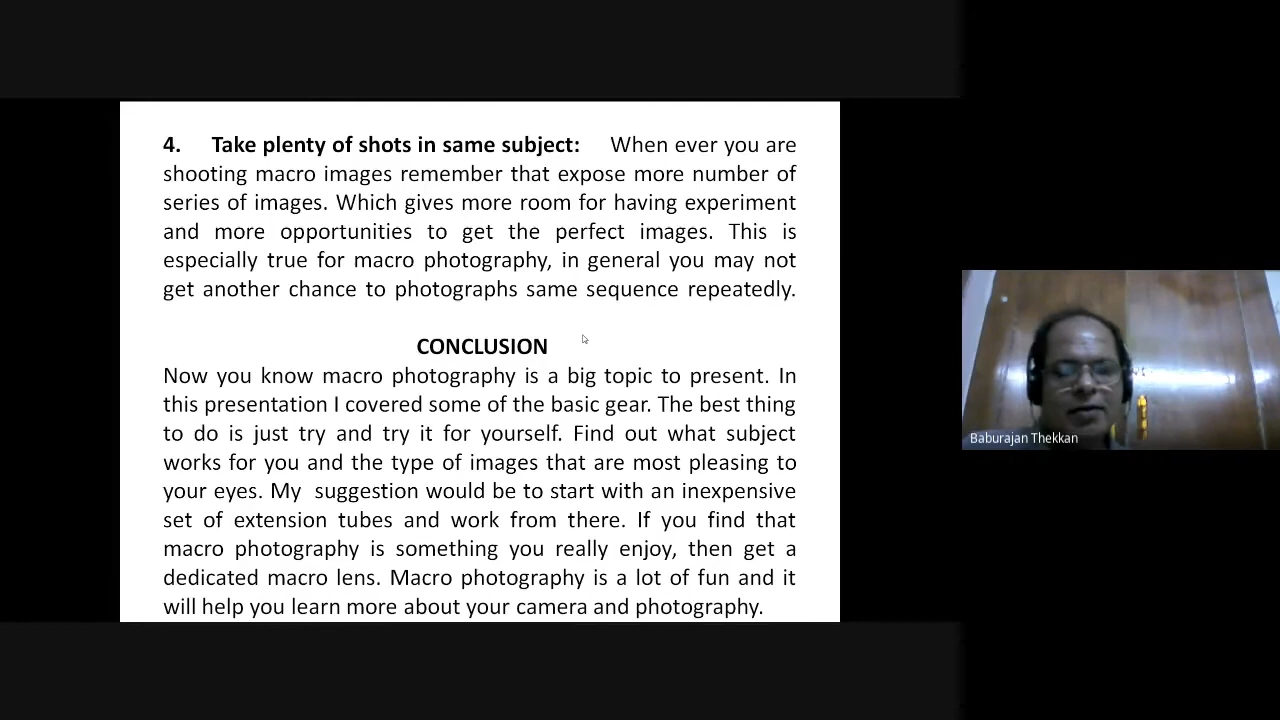 4. Take plenty of shots in same subject: When ever you are
shooting macro images remember that expose more number of
series of images. Which gives more room for having experiment
and more opportunities to get the perfect images. This is
especially true for macro photography, in general you may not
get another chance to photographs same sequence repeatedly.
CONCLUSION
Now you know macro photography is a big topic to present. In
this presentation I covered some of the basic gear. The best thing
to do is just try and try it for yourself. Find out what subject
works for you and the type of images that are most pleasing to
your eyes. My suggestion would be to start with an inexpensive
set of extension tubes and work from there. If you find that
macro photography is something you really enjoy, then get a
dedicated macro lens. Macro photography is a lot of fun and it
will help you learn more about your camera and photography.
Baburajan Thekkan